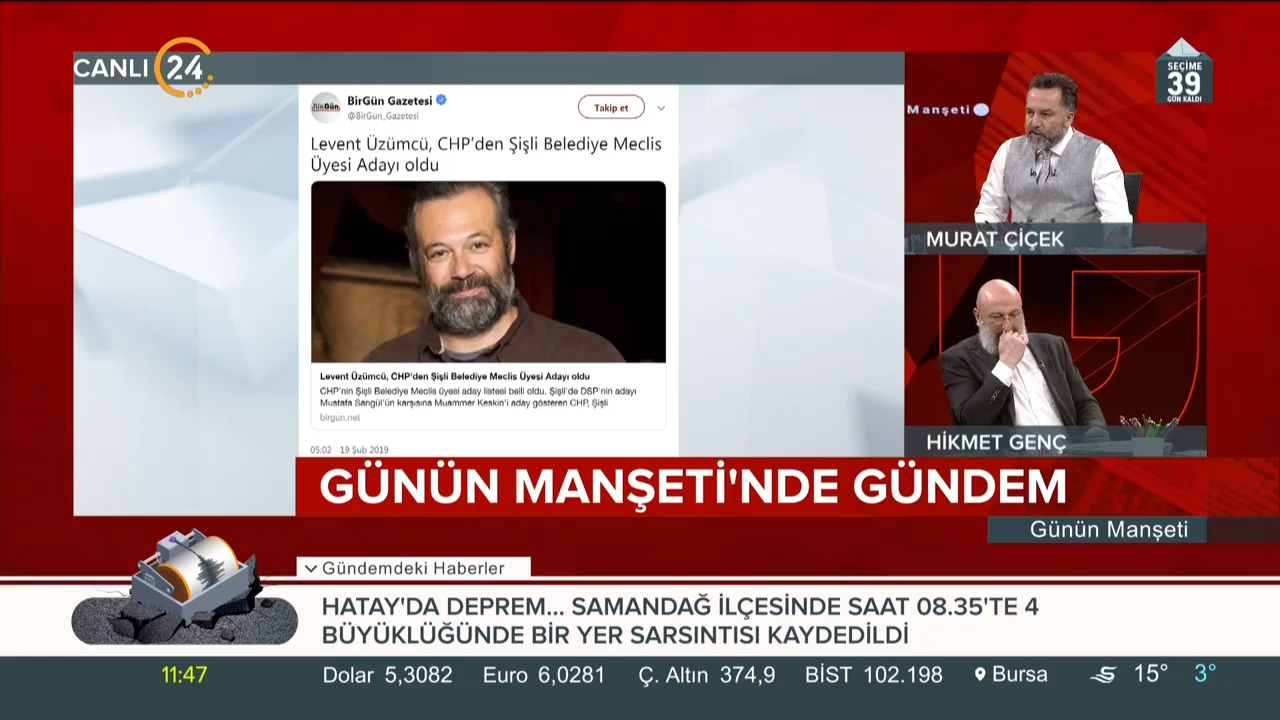 CANLI 24
SEÇİME
39
GÜN KALDI
BirGün Gazetesi
@BirGun_Gazetesi
Takip et
Levent Üzümcü, CHP'den Şişli Belediye Meclis
Üyesi Adayı oldu
Levent Üzümcü, CHP'den Şişli Belediye Meclis Üyesi Adayı oldu
CHP'nin Şişli Belediye Meclis üyesi aday listesi belli oldu. Şişli'de DSP'nin adayı
Mustafa Sarıgül'ün karşısına Muammer Keskin'i aday gösteren CHP, Şişli
birgun.net
05:02 19 Şub 2019
Manşeti
MURAT ÇİÇEK
HİKMET GENÇ
GÜNÜN MANŞETİ'NDE GÜNDEM
Günün Manşeti
Gündemdeki Haberler
HATAY'DA DEPREM... SAMANDAĞ İLÇESİNDE SAAT 08.35'TE 4
BÜYÜKLÜĞÜNDE BİR YER SARSINTISI KAYDEDİLDİ
11:47 Dolar 5,3082 Euro 6,0281 Ç. Altın 374,9 BİST 102.198 Bursa 15° 3°